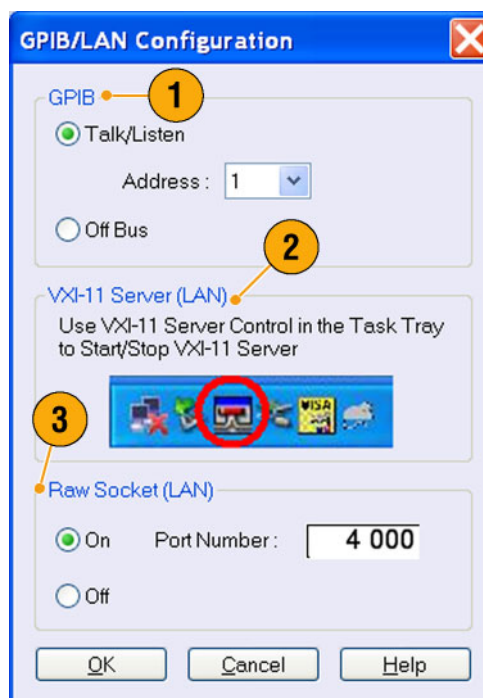 GPIB/LAN Configuration
GPIB
1
Talk/Listen
Address : 1
Off Bus
2
VXI-11 Server (LAN)
Use VXI-11 Server Control in the Task Tray
to Start/Stop VXI-11 Server
VISA
3
Raw Socket (LAN)
On Port Number : 4 000
Off
OK Cancel Help